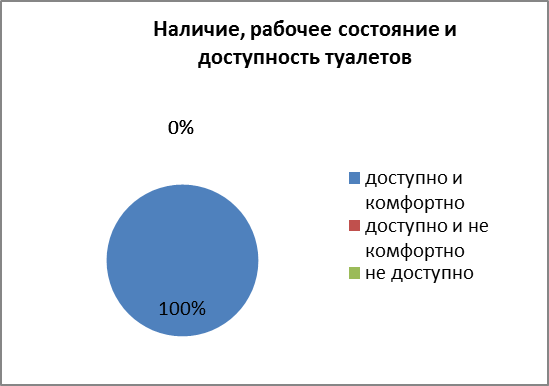 Наличие, рабочее состояние и
доступность туалетов
0%
100%
доступно и
комфортно
доступно и не
комфортно
не доступно